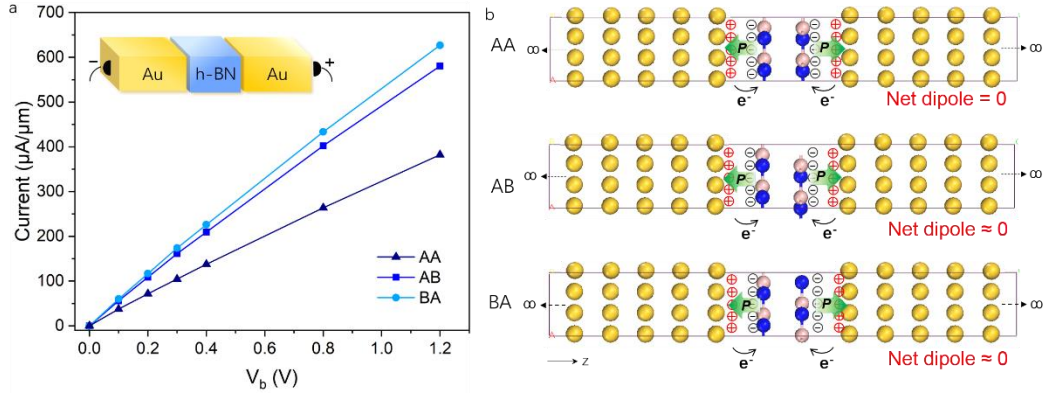 a
Current (μA/μm)
700
600
500
400
300
200
100
0
0.0 0.2 0.4 0.6 0.8 1.0 1.2
V_b (V)
− Au h-BN Au +
AA
AB
BA
b
AA
∞ P P ∞
e⁻ e⁻
Net dipole = 0
AB
∞ P P ∞
e⁻ e⁻
Net dipole ≈ 0
BA
∞ P P ∞
e⁻ e⁻
Net dipole ≈ 0
z